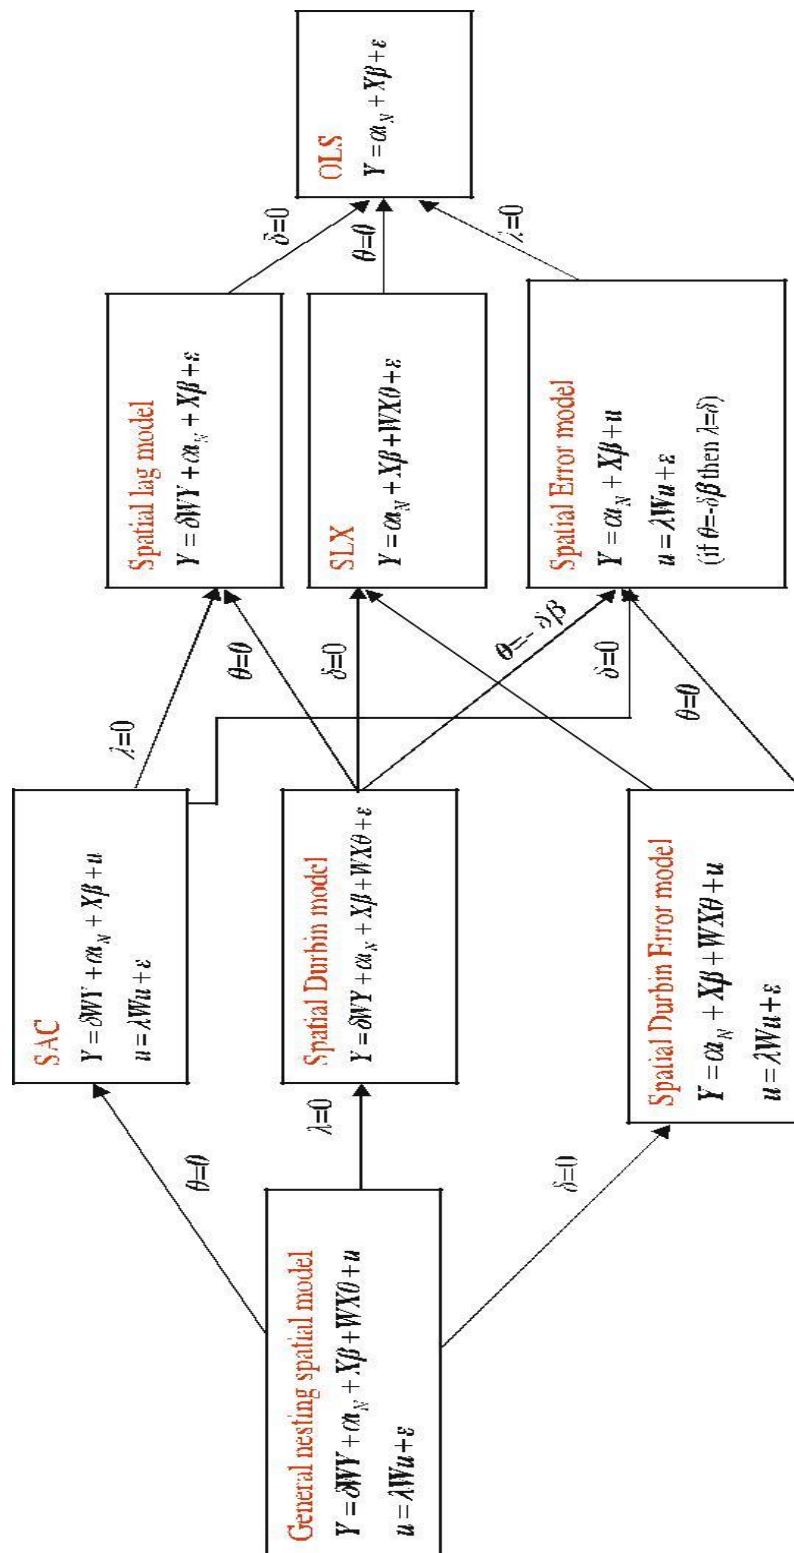 General nesting spatial model
Y = δWY + αι_N + Xβ + WXθ + u
u = λWu + ε
θ=0
λ=0
δ=0
SAC
Y = δWY + αι_N + Xβ + u
u = λWu + ε
Spatial Durbin model
Y = δWY + αι_N + Xβ + WXθ + ε
Spatial Durbin Error model
Y = αι_N + Xβ + WXθ + u
u = λWu + ε
λ=0
θ=0
δ=0
θ=- δβ
δ=0
θ=0
Spatial lag model
Y = δWY + αι_N + Xβ + ε
SLX
Y = αι_N + Xβ + WXθ + ε
Spatial Error model
Y = αι_N + Xβ + u
u = λWu + ε
(if θ=-δβ then λ=δ)
δ=0
θ=0
λ=0
OLS
Y = αι_N + Xβ + ε